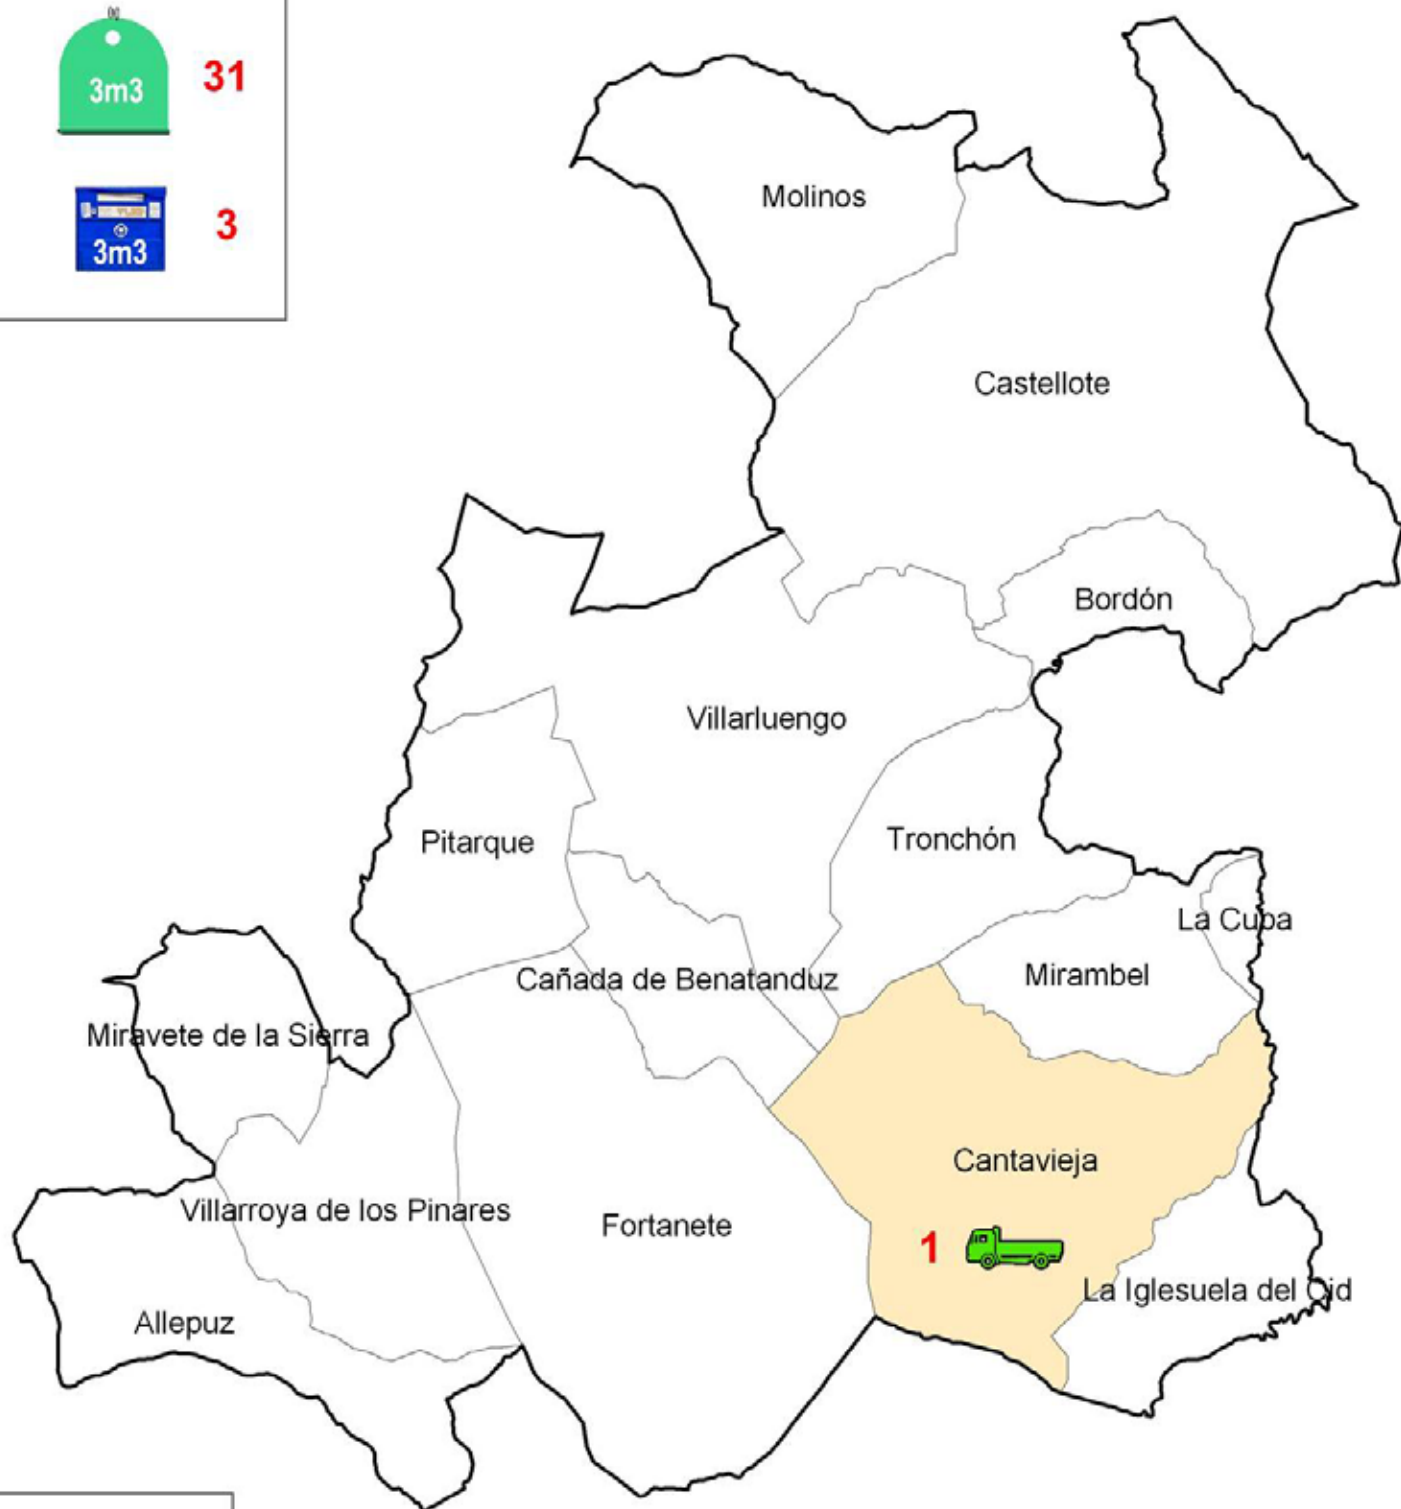 3m3 31
3m3 3
Molinos
Castellote
Bordón
Villarluengo
Pitarque
Tronchón
La Cuba
Mirambel
Cañada de Benatanduz
Miravete de la Sierra
Cantavieja
Villarroya de los Pinares
Fortanete
1
La Iglesuela del Cid
Allepuz